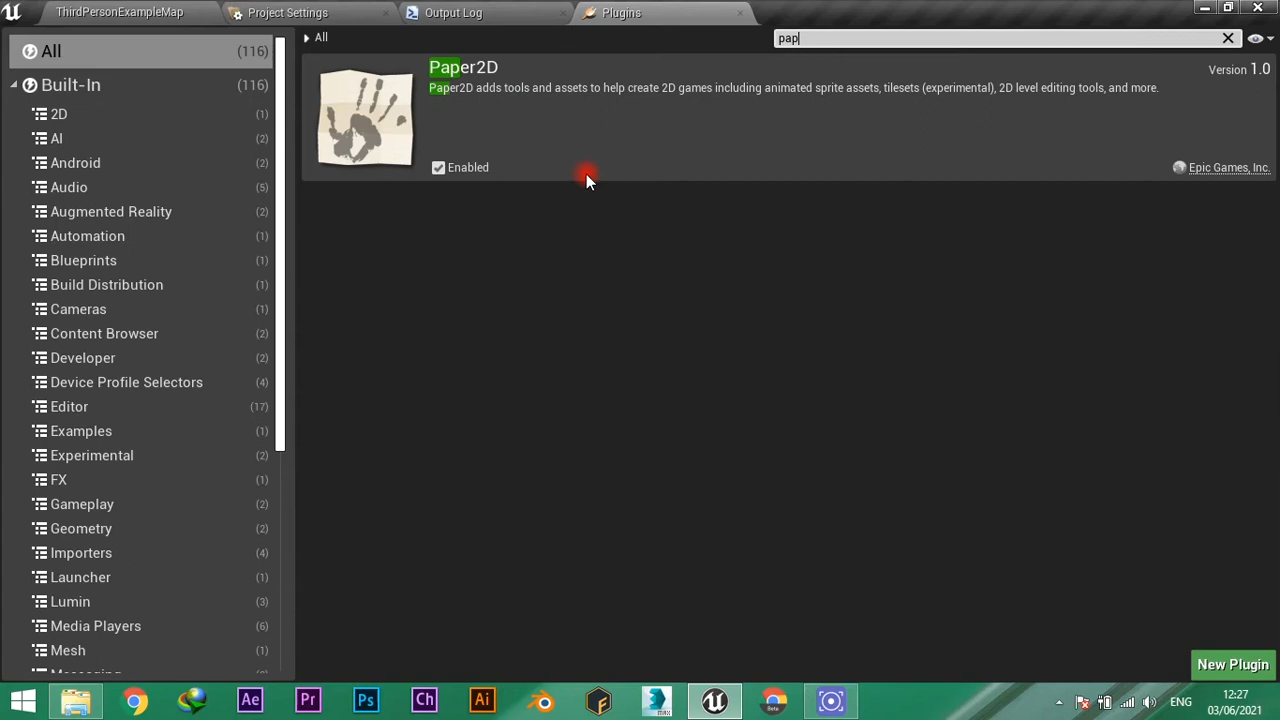 ThirdPersonExampleMap
Project Settings
Output Log
Plugins
All (116)
Built-In (116)
2D (1)
AI (2)
Android (2)
Audio (5)
Augmented Reality (2)
Automation (1)
Blueprints (1)
Build Distribution (1)
Cameras (1)
Content Browser (2)
Developer (2)
Device Profile Selectors (4)
Editor (17)
Examples (1)
Experimental (2)
FX (1)
Gameplay (2)
Geometry (2)
Importers (4)
Launcher (1)
Lumin (3)
Media Players (6)
Mesh (1)
All
pap
Paper2D
Version 1.0
Paper2D adds tools and assets to help create 2D games including animated sprite assets, tilesets (experimental), 2D level editing tools, and more.
Enabled
Epic Games, Inc.
New Plugin
Ae
Pr
Ps
Ch
Ai
MAX
Beta
ENG
12:27
03/06/2021